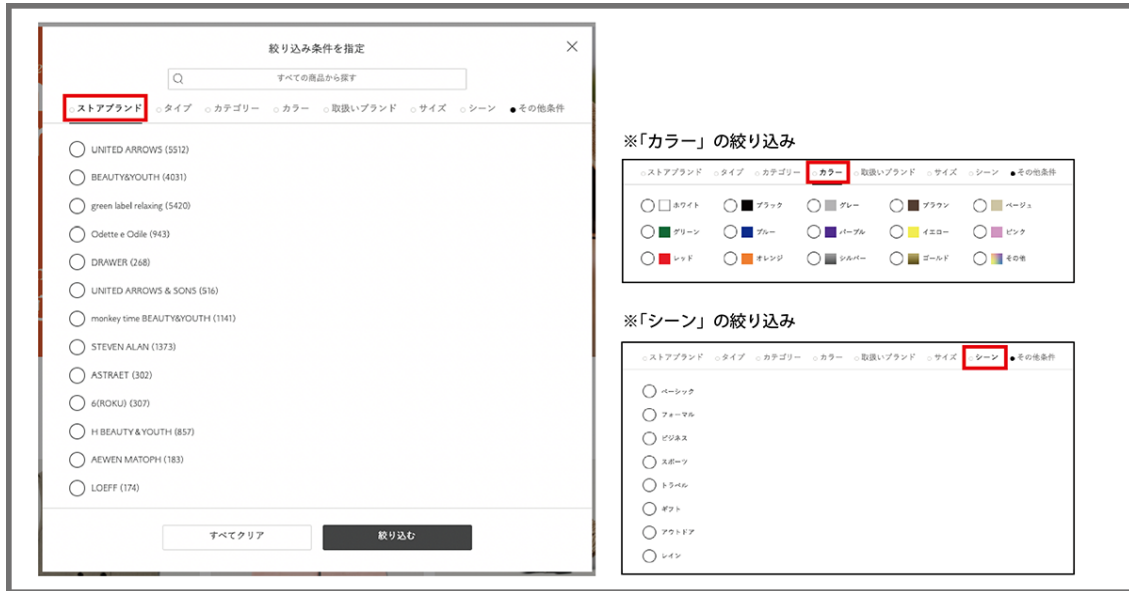 絞り込み条件を指定
すべての商品から探す
ストアブランド タイプ カテゴリー カラー 取扱いブランド サイズ シーン その他条件
UNITED ARROWS (5512)
BEAUTY&YOUTH (4031)
green label relaxing (5420)
Odette e Odile (943)
DRAWER (268)
UNITED ARROWS & SONS (516)
monkey time BEAUTY&YOUTH (1141)
STEVEN ALAN (1373)
ASTRAET (302)
6(ROKU) (307)
H BEAUTY&YOUTH (857)
AEWEN MATOPH (183)
LOEFF (174)
すべてクリア 絞り込む
※「カラー」の絞り込み
ストアブランド タイプ カテゴリー カラー 取扱いブランド サイズ シーン その他条件
ホワイト ブラック グレー ブラウン ベージュ
グリーン ブルー パープル イエロー ピンク
レッド オレンジ シルバー ゴールド その他
※「シーン」の絞り込み
ストアブランド タイプ カテゴリー カラー 取扱いブランド サイズ シーン その他条件
ベーシック
フォーマル
ビジネス
スポーツ
トラベル
ギフト
アウトドア
レイン